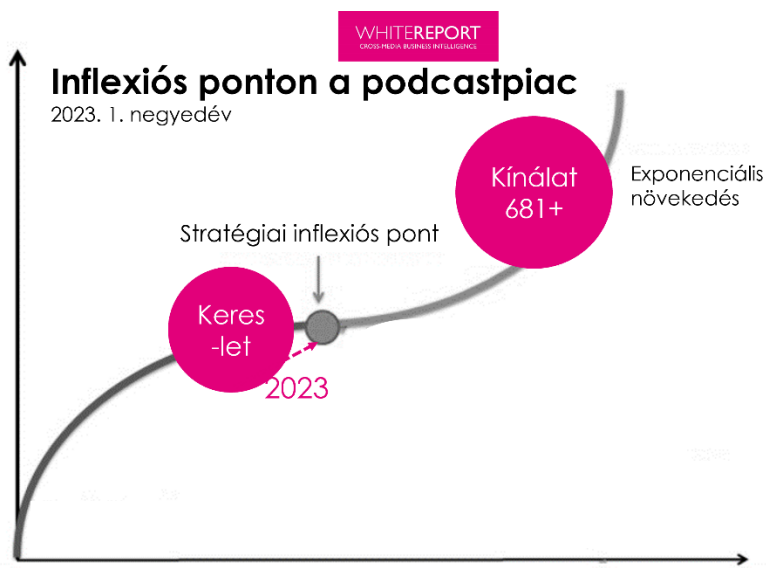 WHITEREPORT
CROSS-MEDIA BUSINESS INTELLIGENCE
Inflexiós ponton a podcastpiac
2023. 1. negyedév
Kínálat
681+
Exponenciális
növekedés
Stratégiai inflexiós pont
Keres
-let
2023